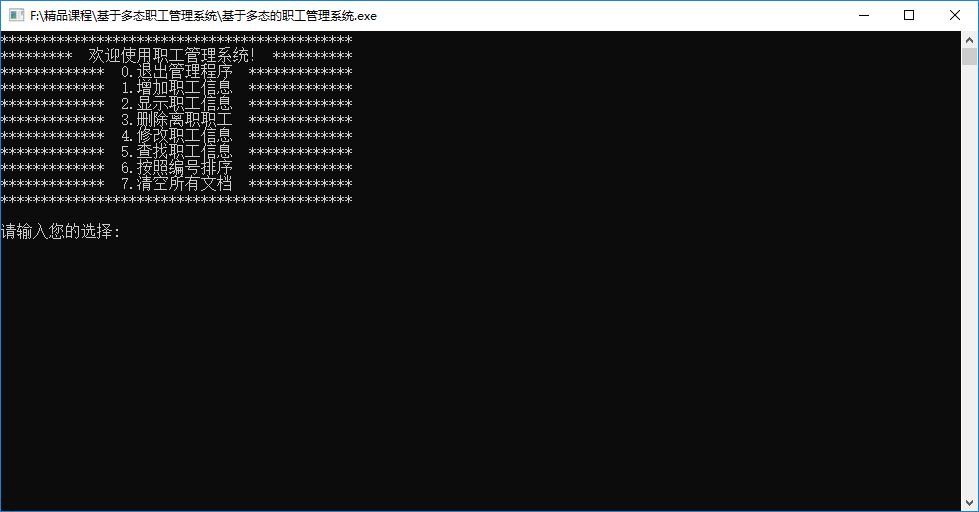 F:\精品课程\基于多态职工管理系统\基于多态的职工管理系统.exe
********************************************
*********  欢迎使用职工管理系统!  **********
*************  0.退出管理程序  *************
*************  1.增加职工信息  *************
*************  2.显示职工信息  *************
*************  3.删除离职职工  *************
*************  4.修改职工信息  *************
*************  5.查找职工信息  *************
*************  6.按照编号排序  *************
*************  7.清空所有文档  *************
********************************************
请输入您的选择: